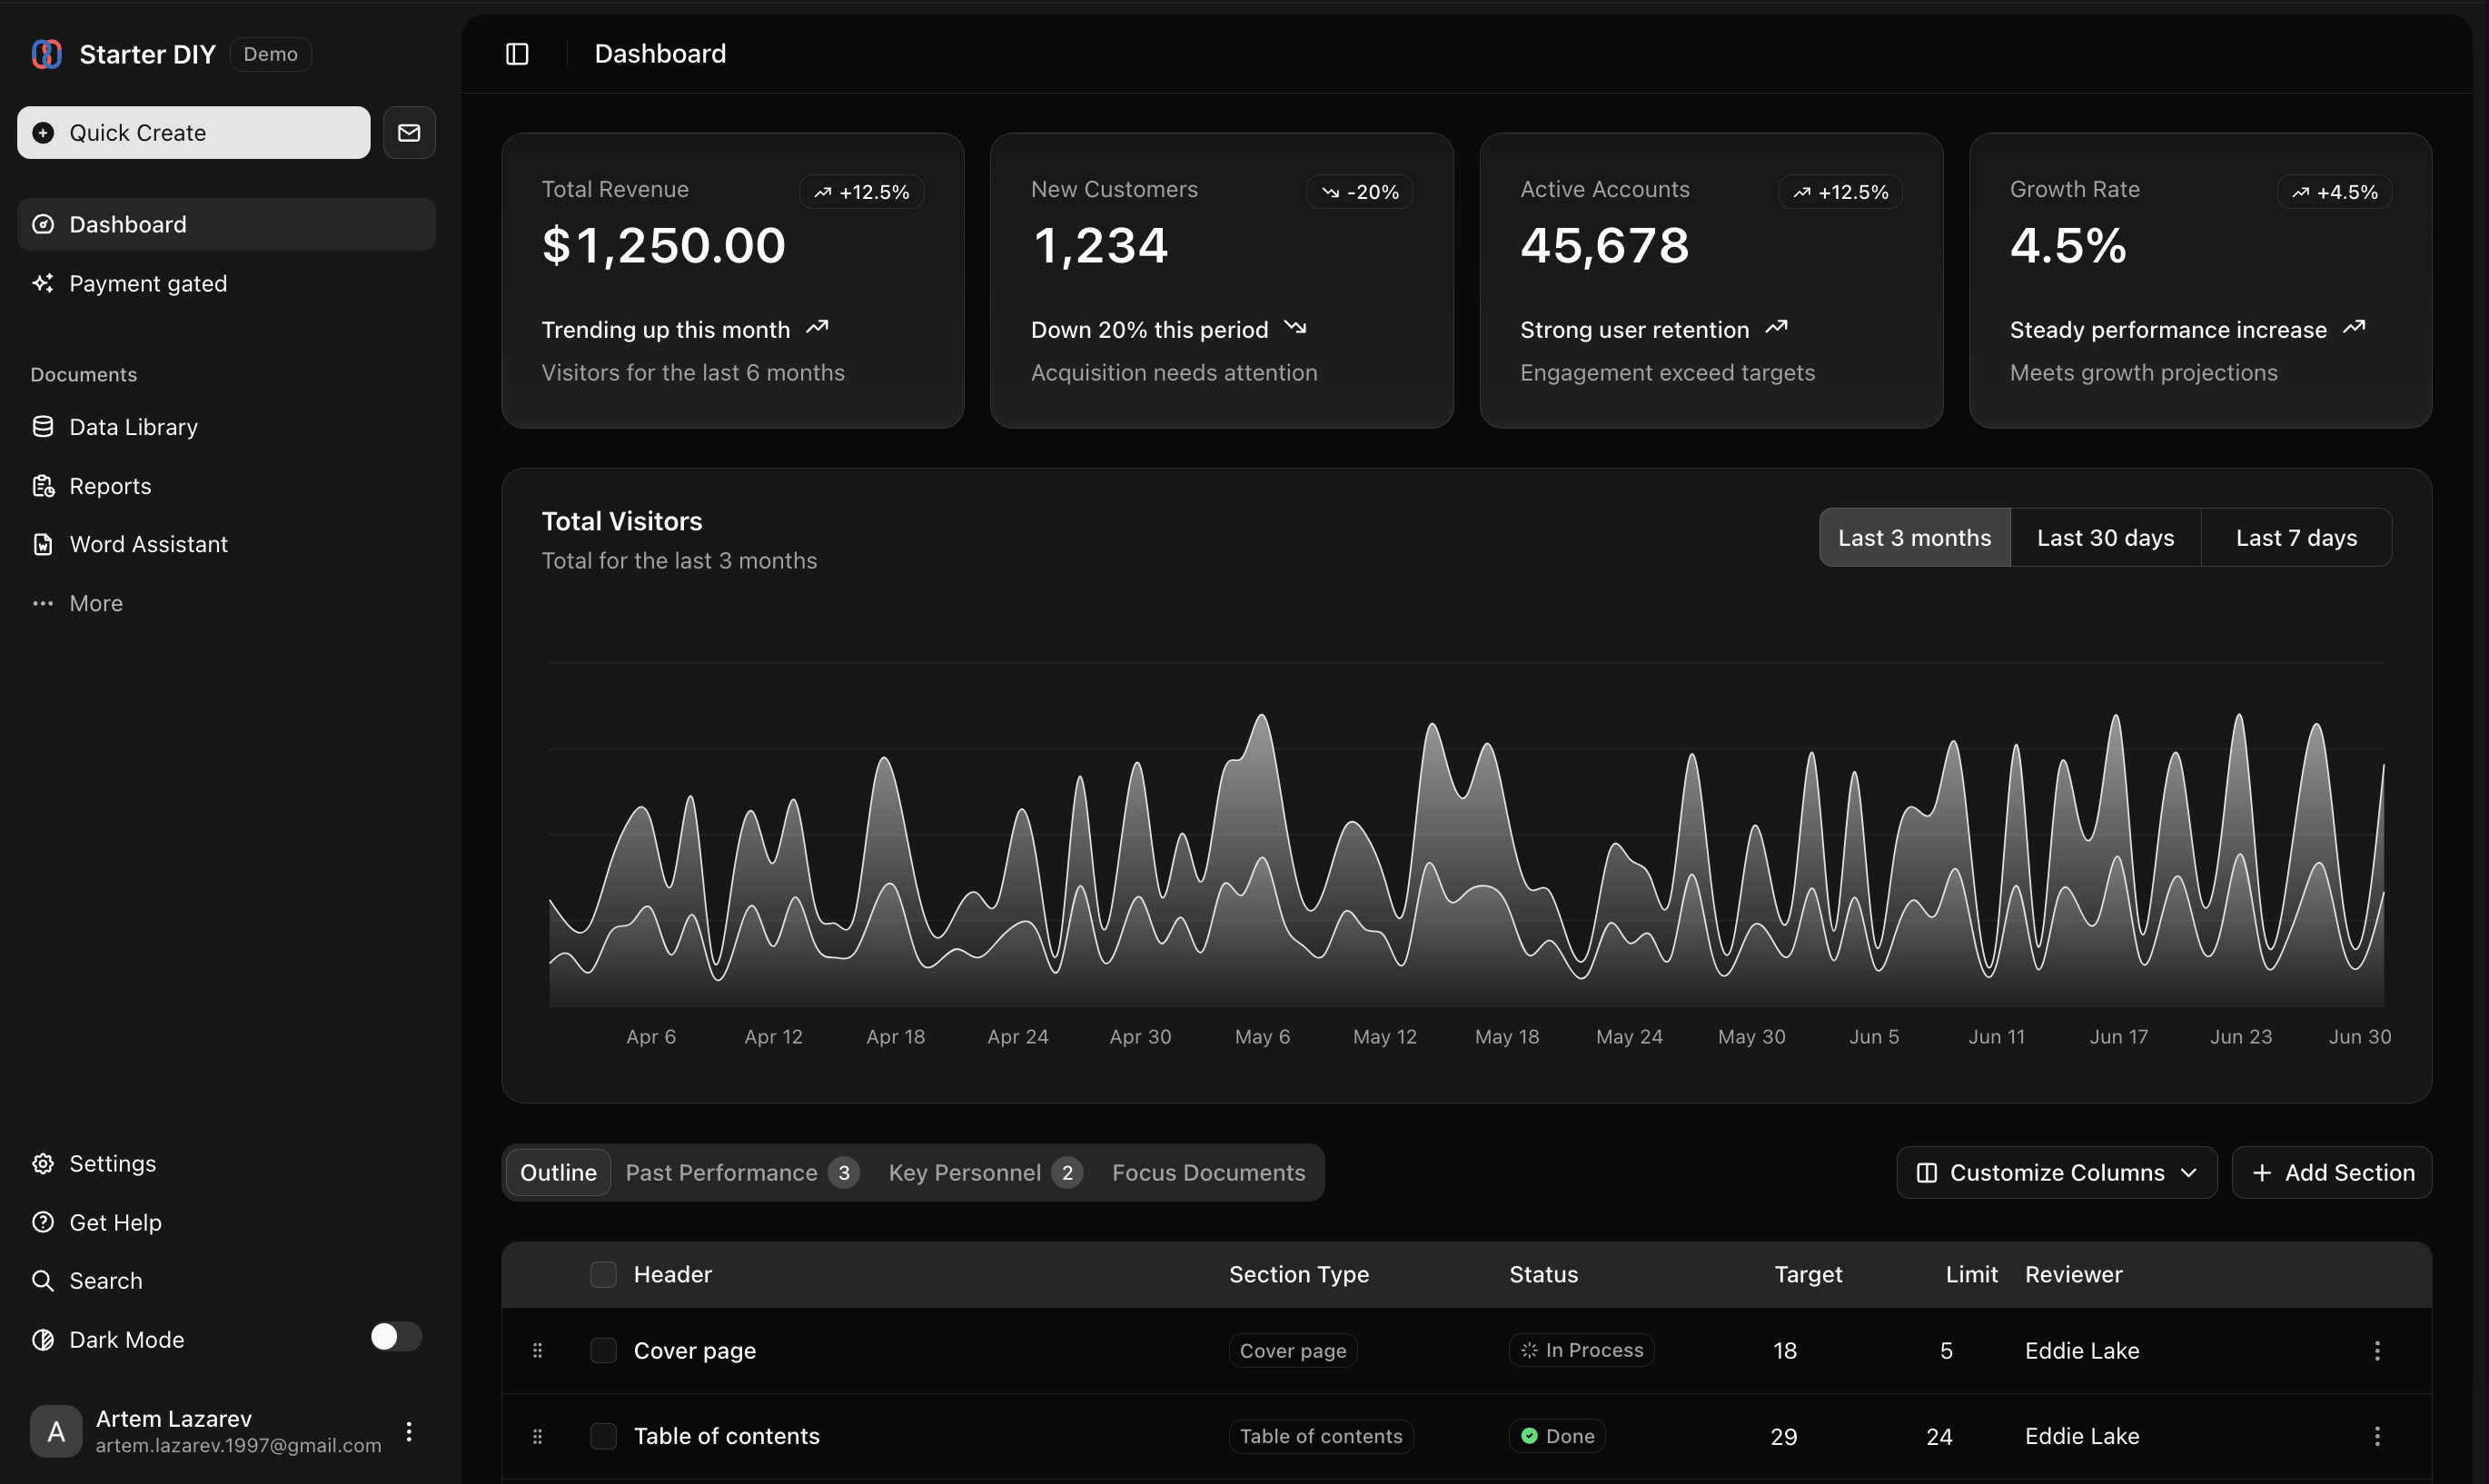 Starter DIY Demo
Quick Create
Dashboard
Payment gated
Documents
Data Library
Reports
Word Assistant
More
Settings
Get Help
Search
Dark Mode
A
Artem Lazarev
artem.lazarev.1997@gmail.com
Dashboard
Total Revenue +12.5%
$1,250.00
Trending up this month
Visitors for the last 6 months
New Customers -20%
1,234
Down 20% this period
Acquisition needs attention
Active Accounts +12.5%
45,678
Strong user retention
Engagement exceed targets
Growth Rate +4.5%
4.5%
Steady performance increase
Meets growth projections
Total Visitors
Total for the last 3 months
Last 3 months Last 30 days Last 7 days
Apr 6 Apr 12 Apr 18 Apr 24 Apr 30 May 6 May 12 May 18 May 24 May 30 Jun 5 Jun 11 Jun 17 Jun 23 Jun 30
Outline Past Performance 3 Key Personnel 2 Focus Documents Customize Columns Add Section
Header Section Type Status Target Limit Reviewer
Cover page Cover page In Process 18 5 Eddie Lake
Table of contents Table of contents Done 29 24 Eddie Lake